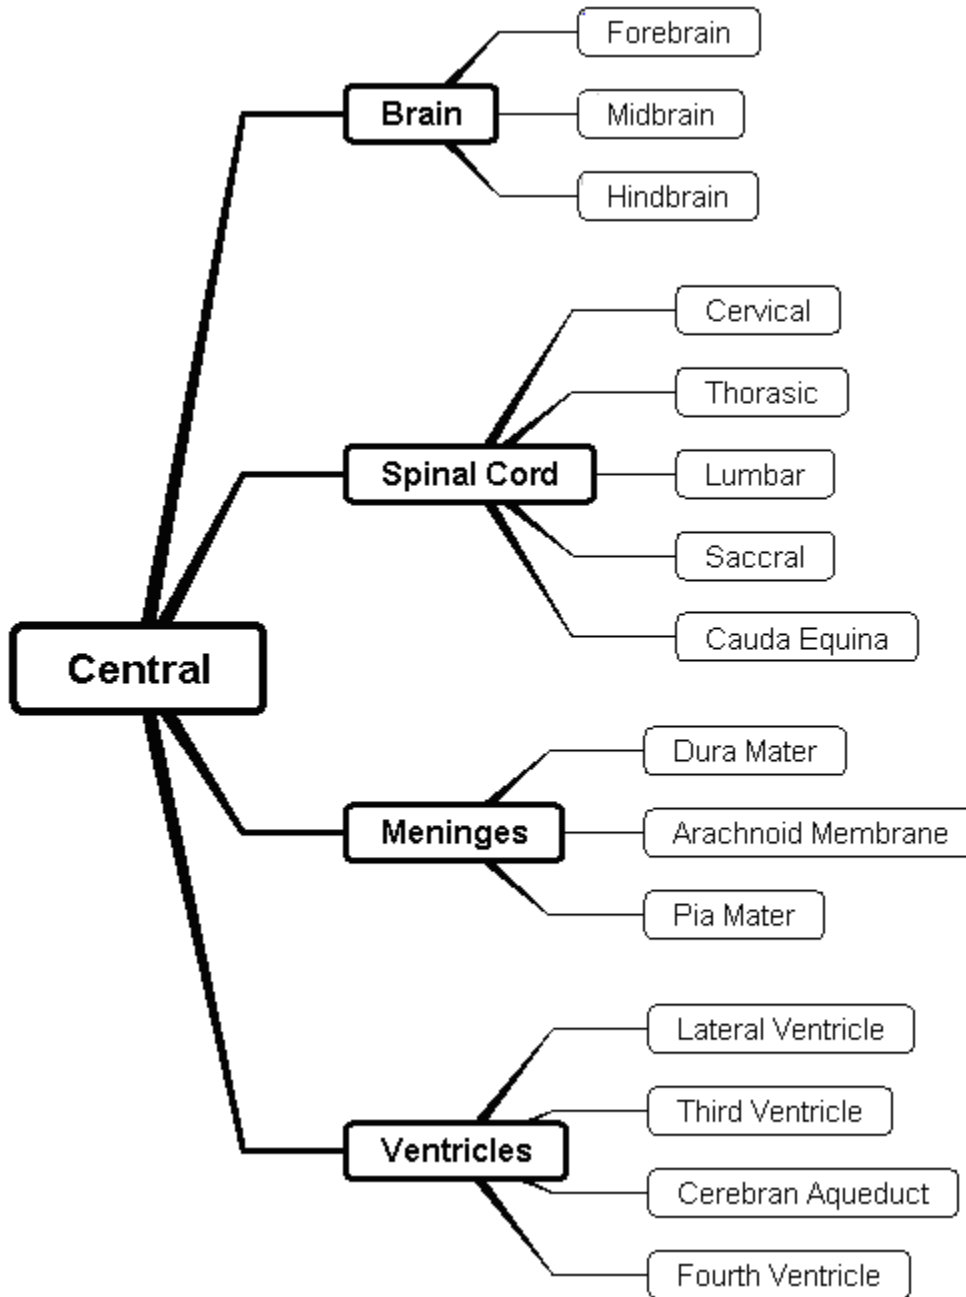 Forebrain
Brain
Midbrain
Hindbrain
Cervical
Thorasic
Spinal Cord
Lumbar
Saccral
Cauda Equina
Central
Dura Mater
Meninges
Arachnoid Membrane
Pia Mater
Lateral Ventricle
Third Ventricle
Ventricles
Cerebran Aqueduct
Fourth Ventricle